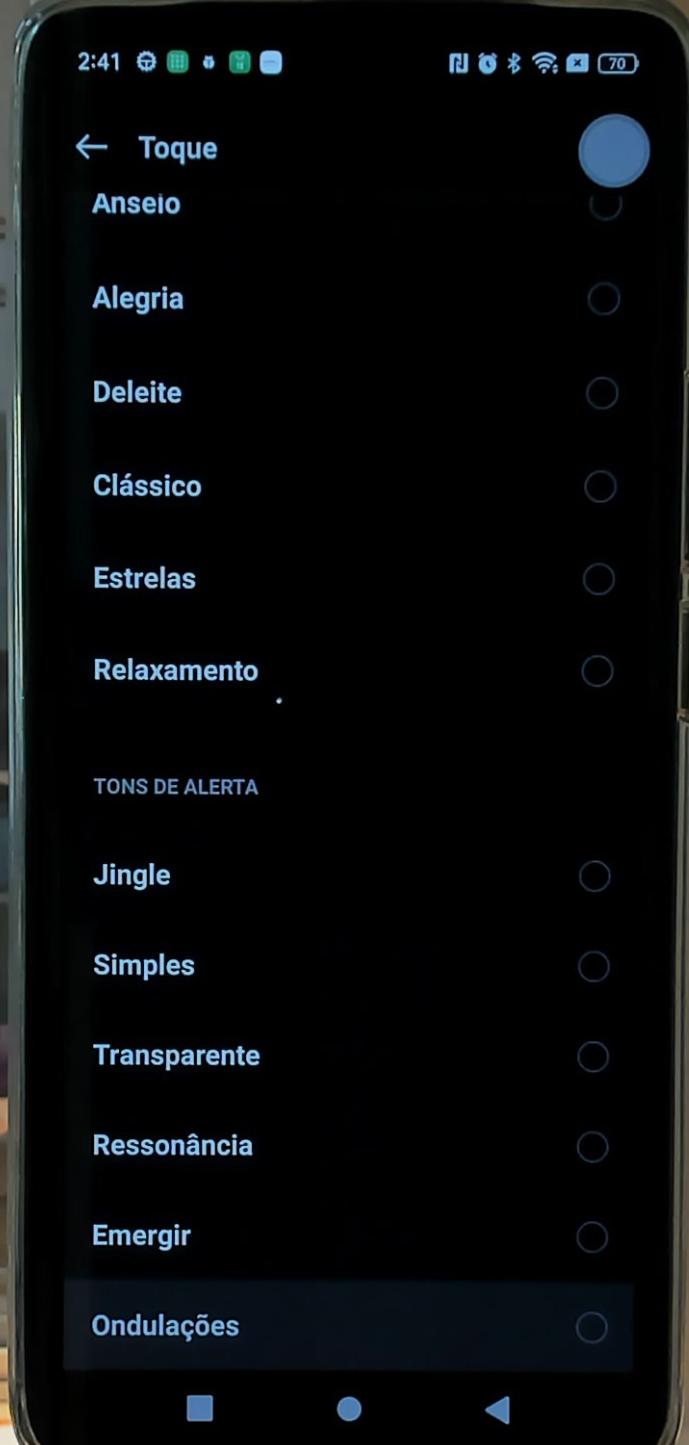 2:41 70
Toque
Anseio
Alegria
Deleite
Clássico
Estrelas
Relaxamento
TONS DE ALERTA
Jingle
Simples
Transparente
Ressonância
Emergir
Ondulações